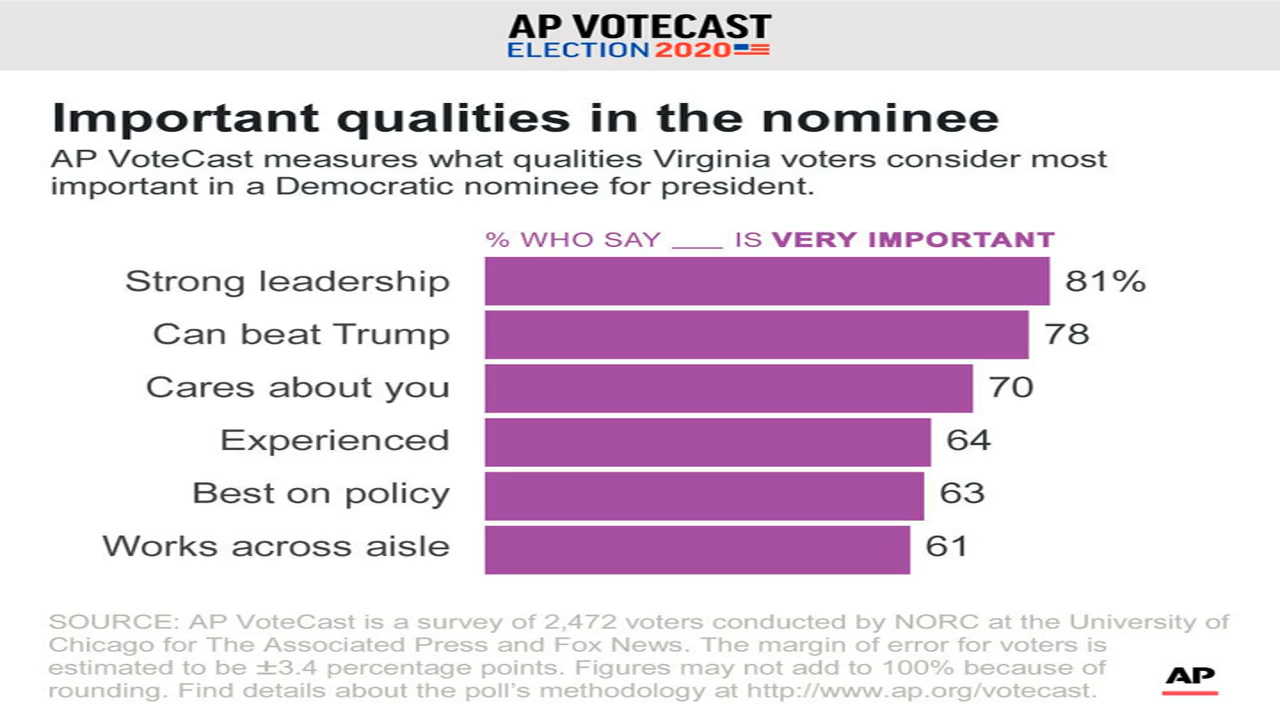 AP VOTECAST
ELECTION 2020
Important qualities in the nominee
AP VoteCast measures what qualities Virginia voters consider most
important in a Democratic nominee for president.
% WHO SAY ___ IS VERY IMPORTANT
Strong leadership 81%
Can beat Trump 78
Cares about you 70
Experienced 64
Best on policy 63
Works across aisle 61
SOURCE: AP VoteCast is a survey of 2,472 voters conducted by NORC at the University of
Chicago for The Associated Press and Fox News. The margin of error for voters is
estimated to be ±3.4 percentage points. Figures may not add to 100% because of
rounding. Find details about the poll's methodology at http://www.ap.org/votecast.
AP